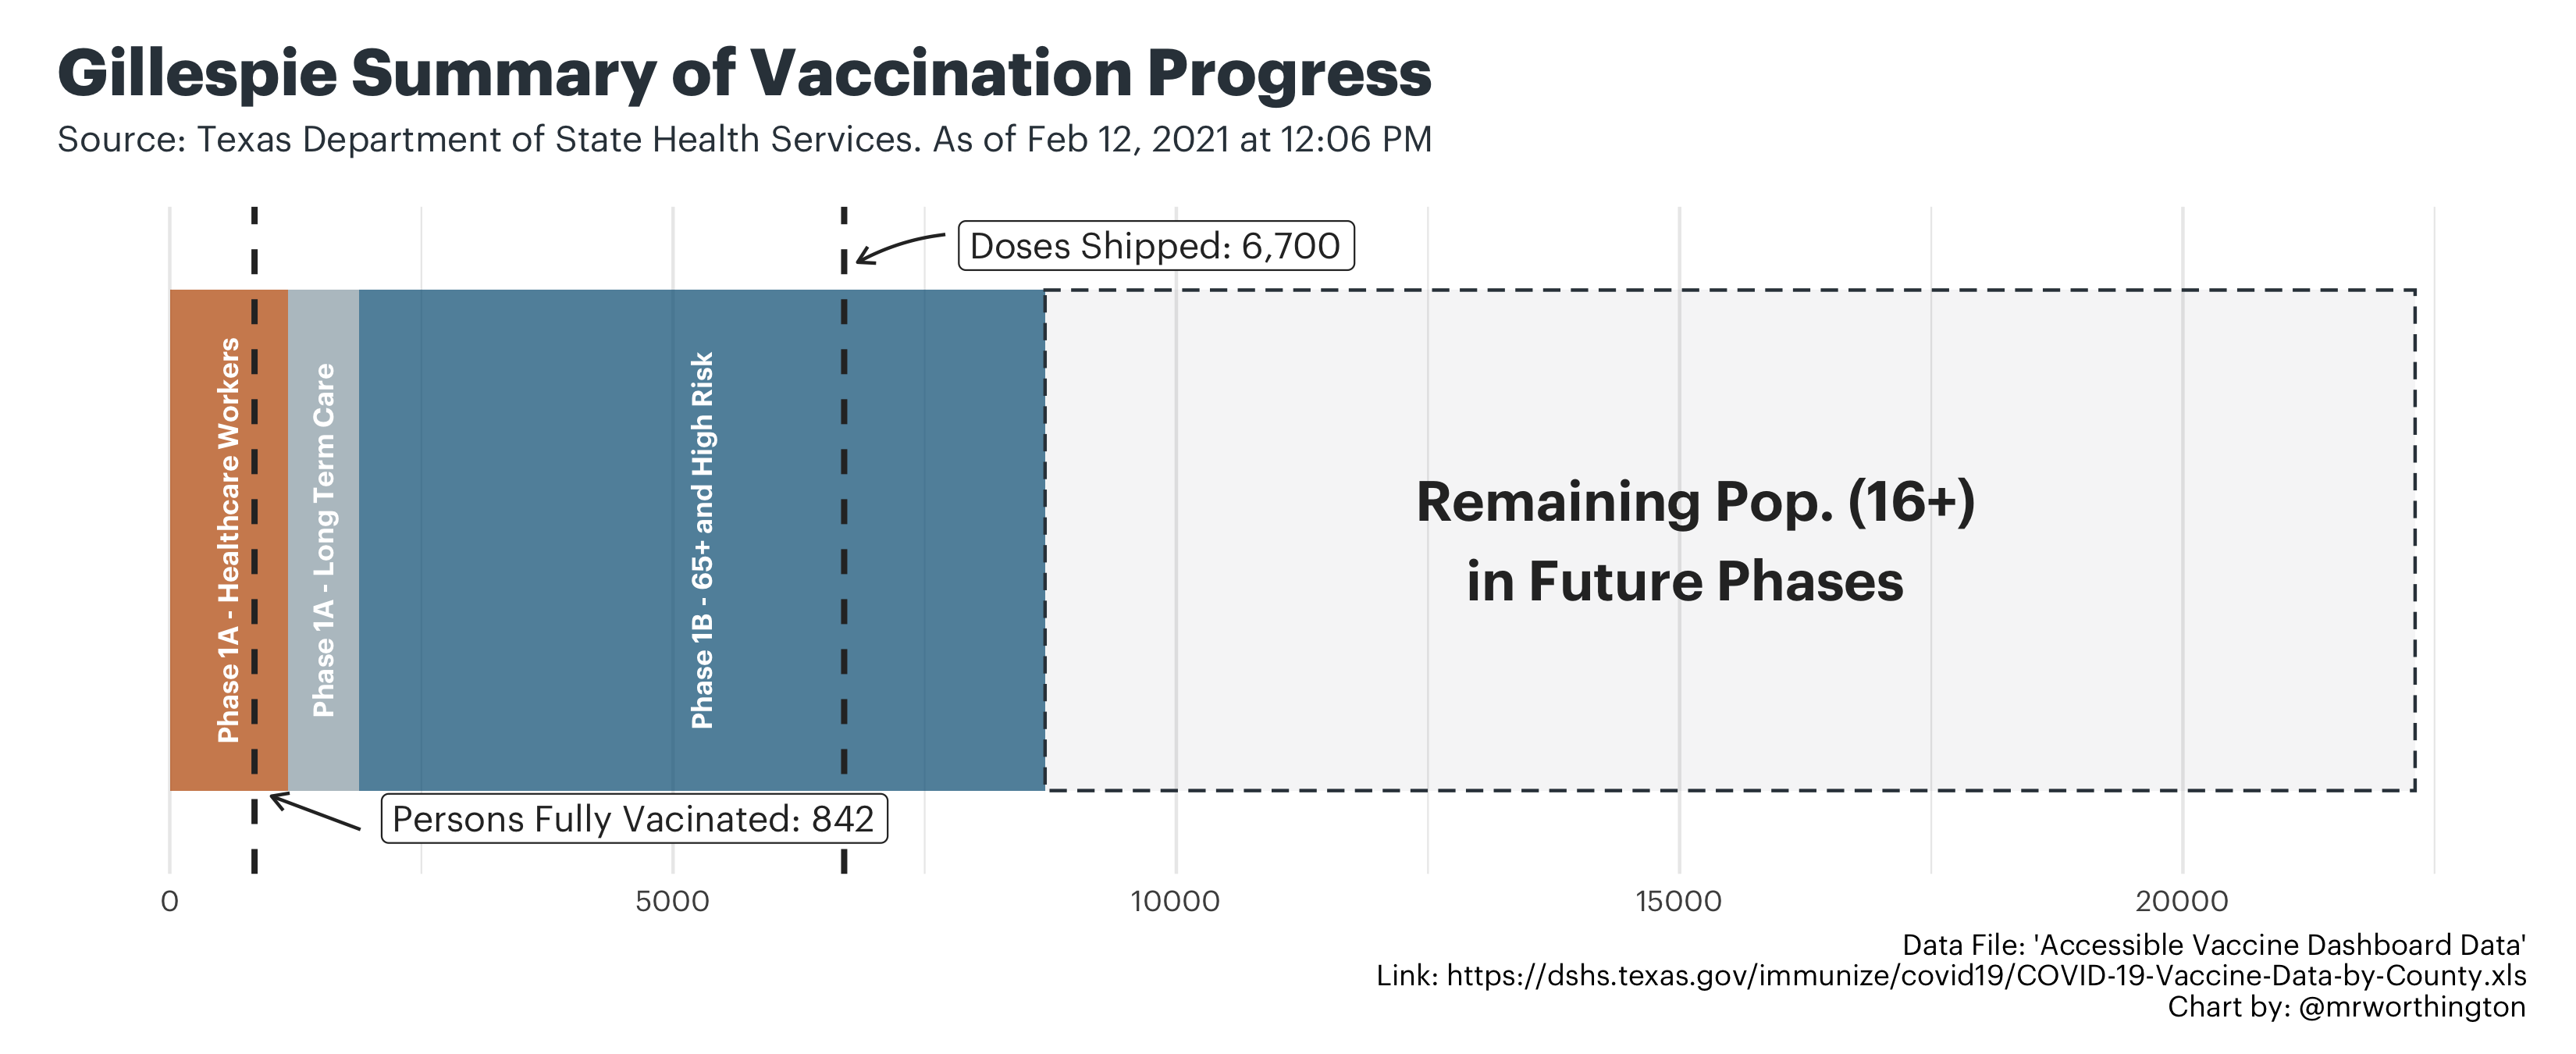 Gillespie Summary of Vaccination Progress
Source: Texas Department of State Health Services. As of Feb 12, 2021 at 12:06 PM
Doses Shipped: 6,700
Phase 1A - Healthcare Workers
Phase 1A - Long Term Care
Phase 1B - 65+ and High Risk
Remaining Pop. (16+)
in Future Phases
Persons Fully Vacinated: 842
0 5000 10000 15000 20000
Data File: 'Accessible Vaccine Dashboard Data'
Link: https://dshs.texas.gov/immunize/covid19/COVID-19-Vaccine-Data-by-County.xls
Chart by: @mrworthington